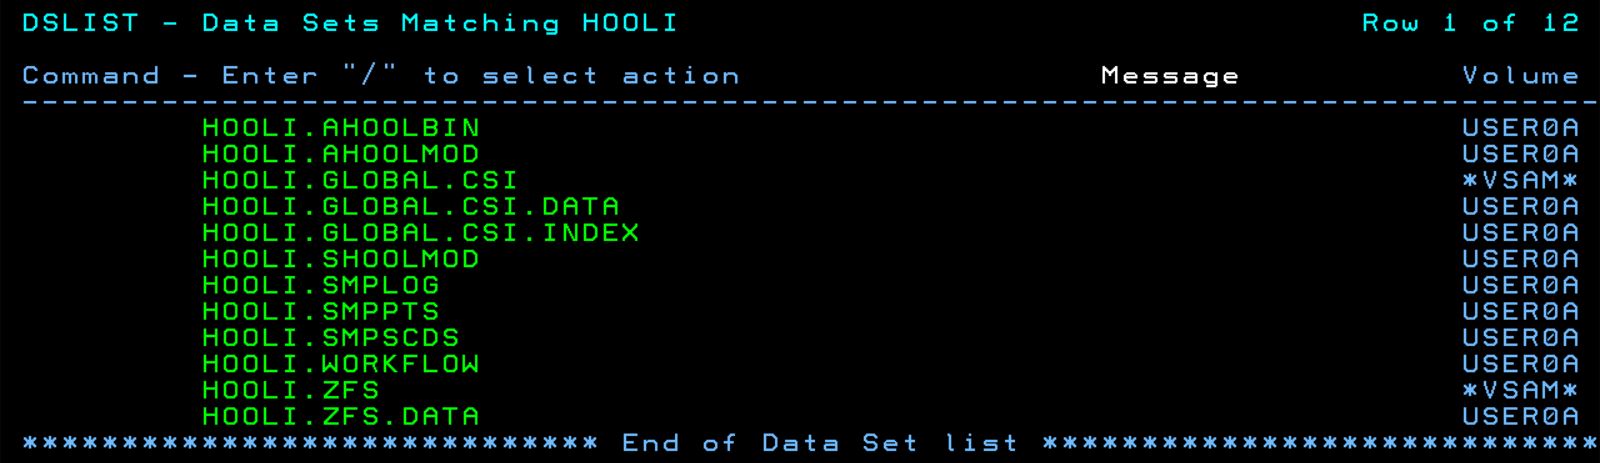 DSLIST - Data Sets Matching HOOLI Row 1 of 12
Command - Enter "/" to select action Message Volume
-------------------------------------------------------------------------------
HOOLI.AHOOLBIN USER0A
HOOLI.AHOOLMOD USER0A
HOOLI.GLOBAL.CSI *VSAM*
HOOLI.GLOBAL.CSI.DATA USER0A
HOOLI.GLOBAL.CSI.INDEX USER0A
HOOLI.SHOOLMOD USER0A
HOOLI.SMPLOG USER0A
HOOLI.SMPPTS USER0A
HOOLI.SMPSCDS USER0A
HOOLI.WORKFLOW USER0A
HOOLI.ZFS *VSAM*
HOOLI.ZFS.DATA USER0A
***************************** End of Data Set list ****************************